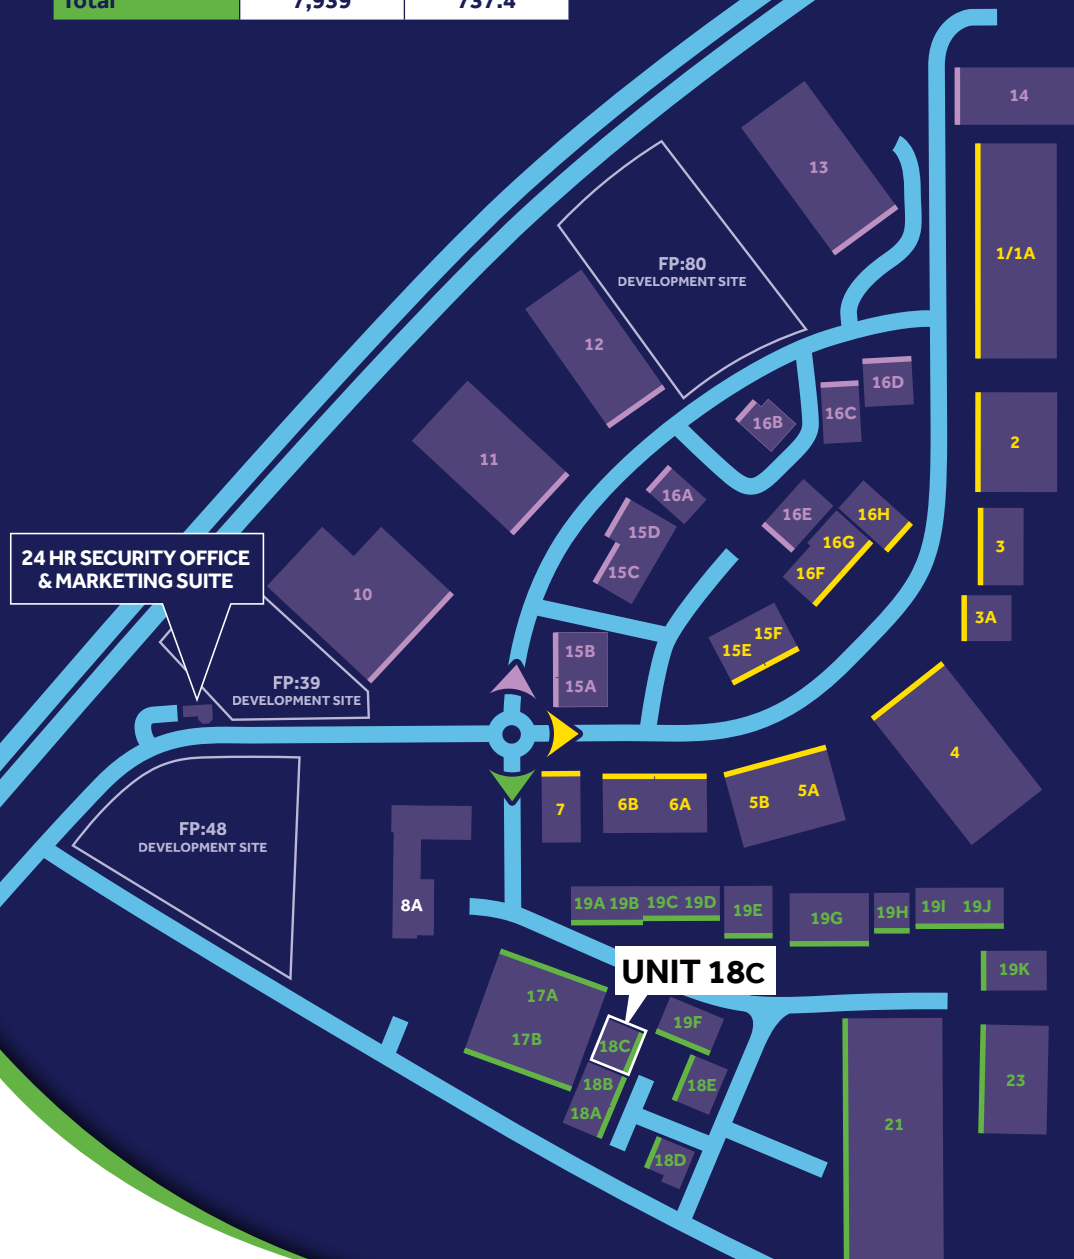 Total 7,939 737.4
14
13
1/1A
FP:80
DEVELOPMENT SITE
12
16D
16C
16B
2
11
16A
16E
16H
15D
16G
3
15C
16F
24 HR SECURITY OFFICE
& MARKETING SUITE
10
3A
15F
15B
15E
15A
FP:39
DEVELOPMENT SITE
4
5A
5B
6B
6A
7
FP:48
DEVELOPMENT SITE
8A
19A
19B
19C
19D
19E
19G
19H
19I
19J
UNIT 18C
19K
17A
19F
17B
18C
18B
18E
23
18A
21
18D